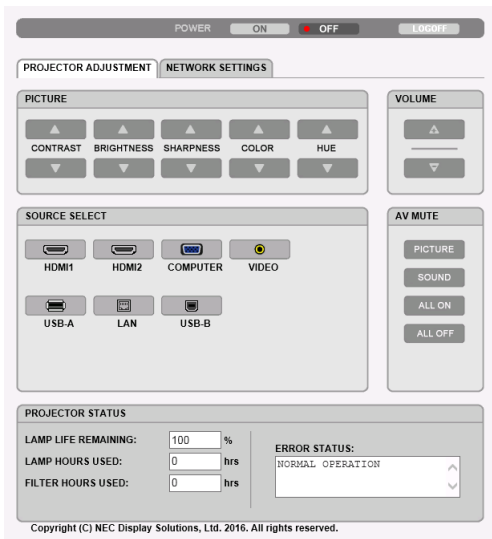 POWER ON OFF LOGOFF
PROJECTOR ADJUSTMENT NETWORK SETTINGS
PICTURE
CONTRAST BRIGHTNESS SHARPNESS COLOR HUE
VOLUME
SOURCE SELECT
HDMI1 HDMI2 COMPUTER VIDEO
USB-A LAN USB-B
AV MUTE
PICTURE
SOUND
ALL ON
ALL OFF
PROJECTOR STATUS
LAMP LIFE REMAINING: 100 %
LAMP HOURS USED: 0 hrs
FILTER HOURS USED: 0 hrs
ERROR STATUS:
NORMAL OPERATION
Copyright (C) NEC Display Solutions, Ltd. 2016. All rights reserved.